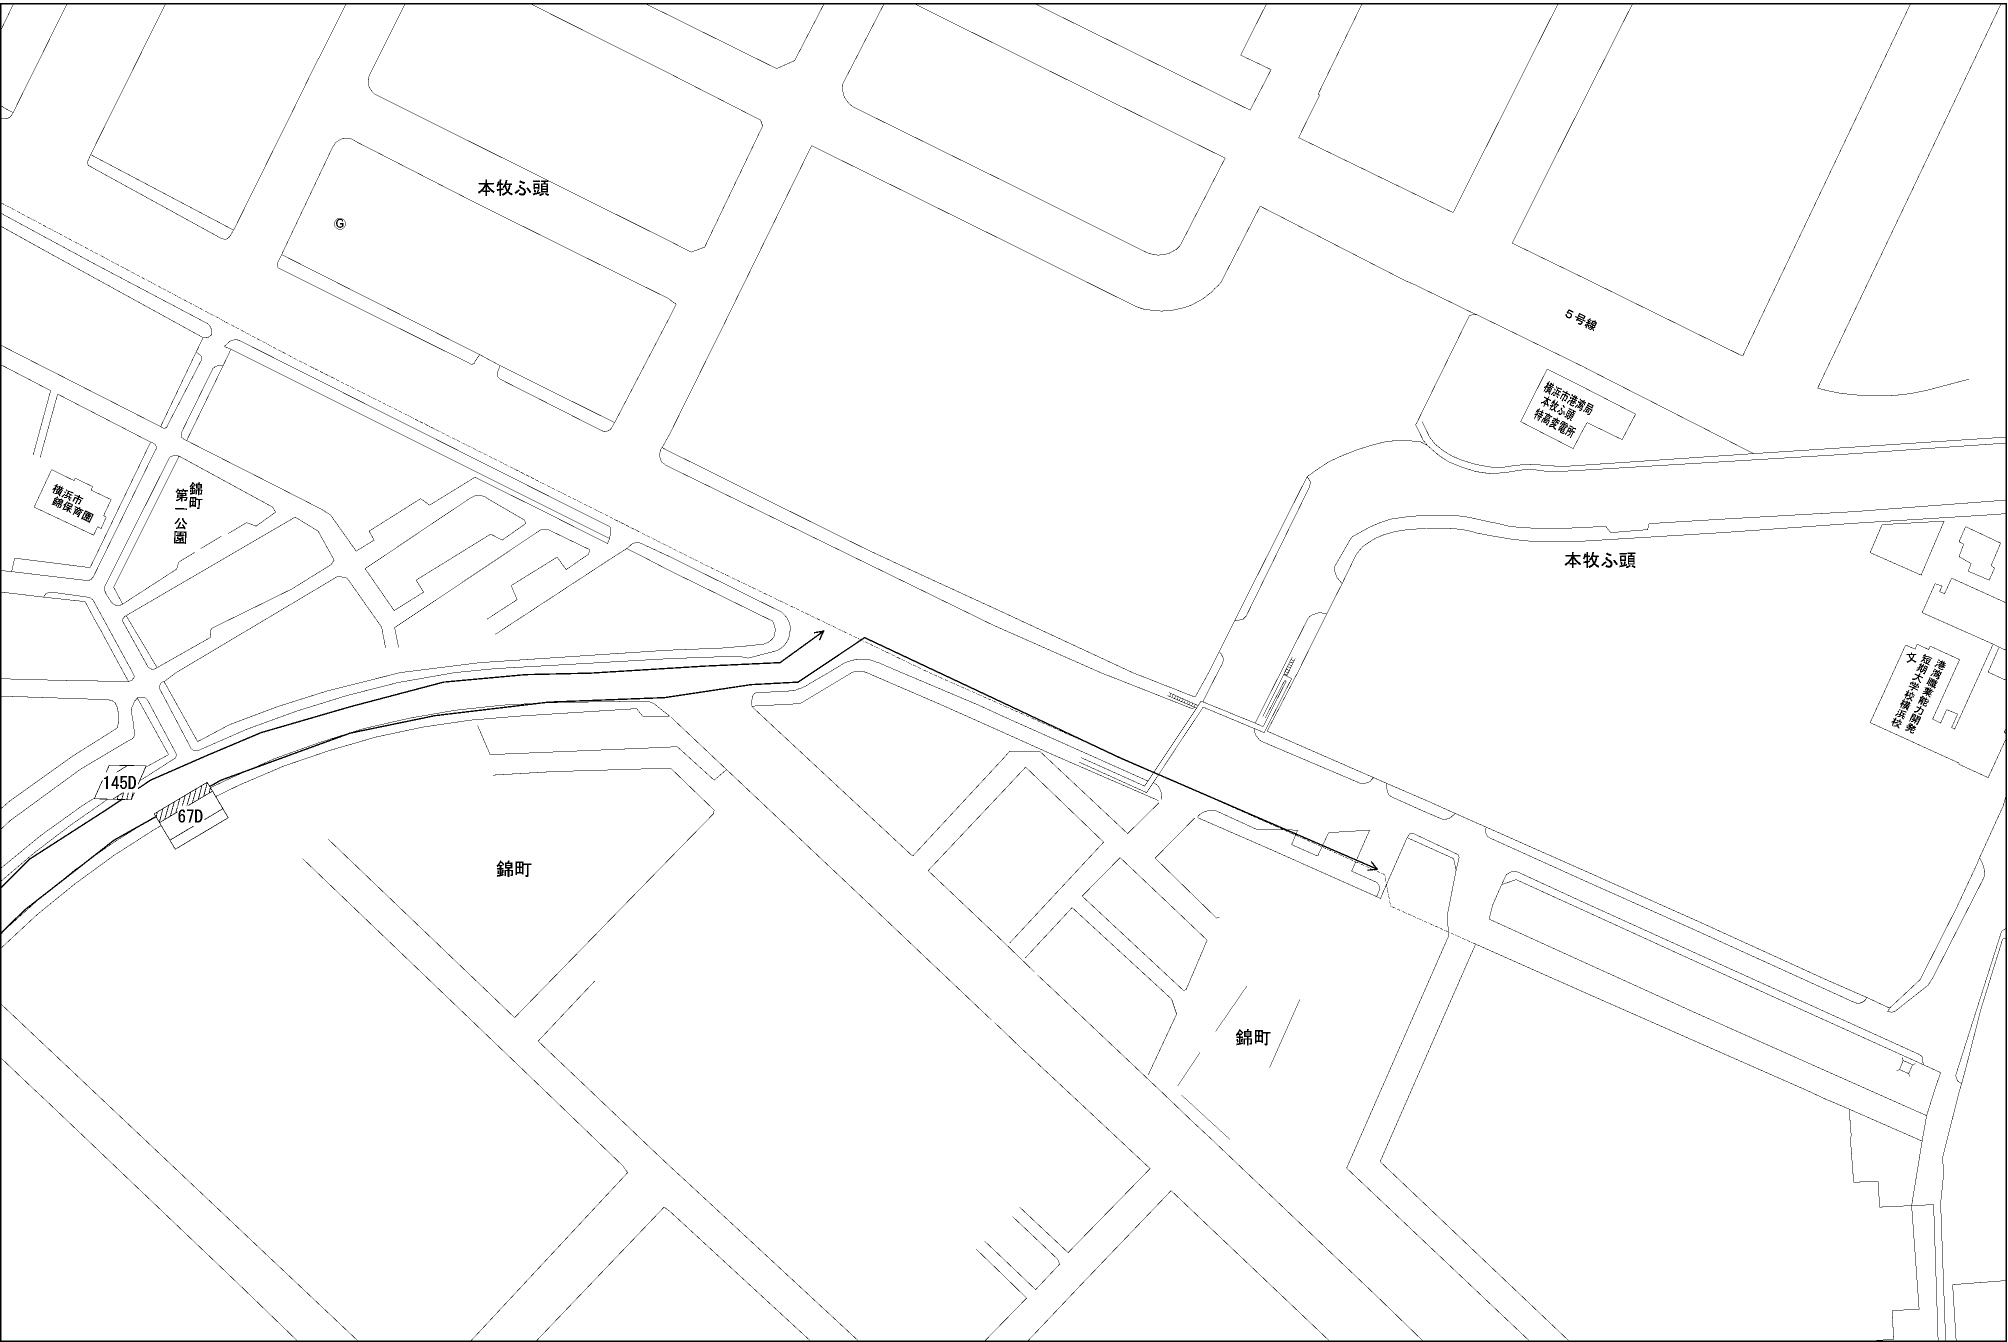 本牧ふ頭
G
5号線
横浜市港湾局
本牧ふ頭
特高変電所
横浜市
錦保育園
錦町
第一公園
本牧ふ頭
港湾職業能力開発
短期大学校横浜校
文
145D
67D
錦町
錦町